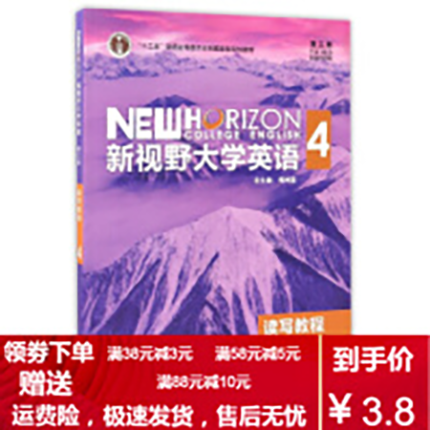 NEW HORIZON
COLLEGE ENGLISH
新视野大学英语 4
4
读写教程
领劵下单
满38元减3元 满58元减5元
赠送
满88元减10元
运费险，极速发货，售后无忧
到手价
￥3.8